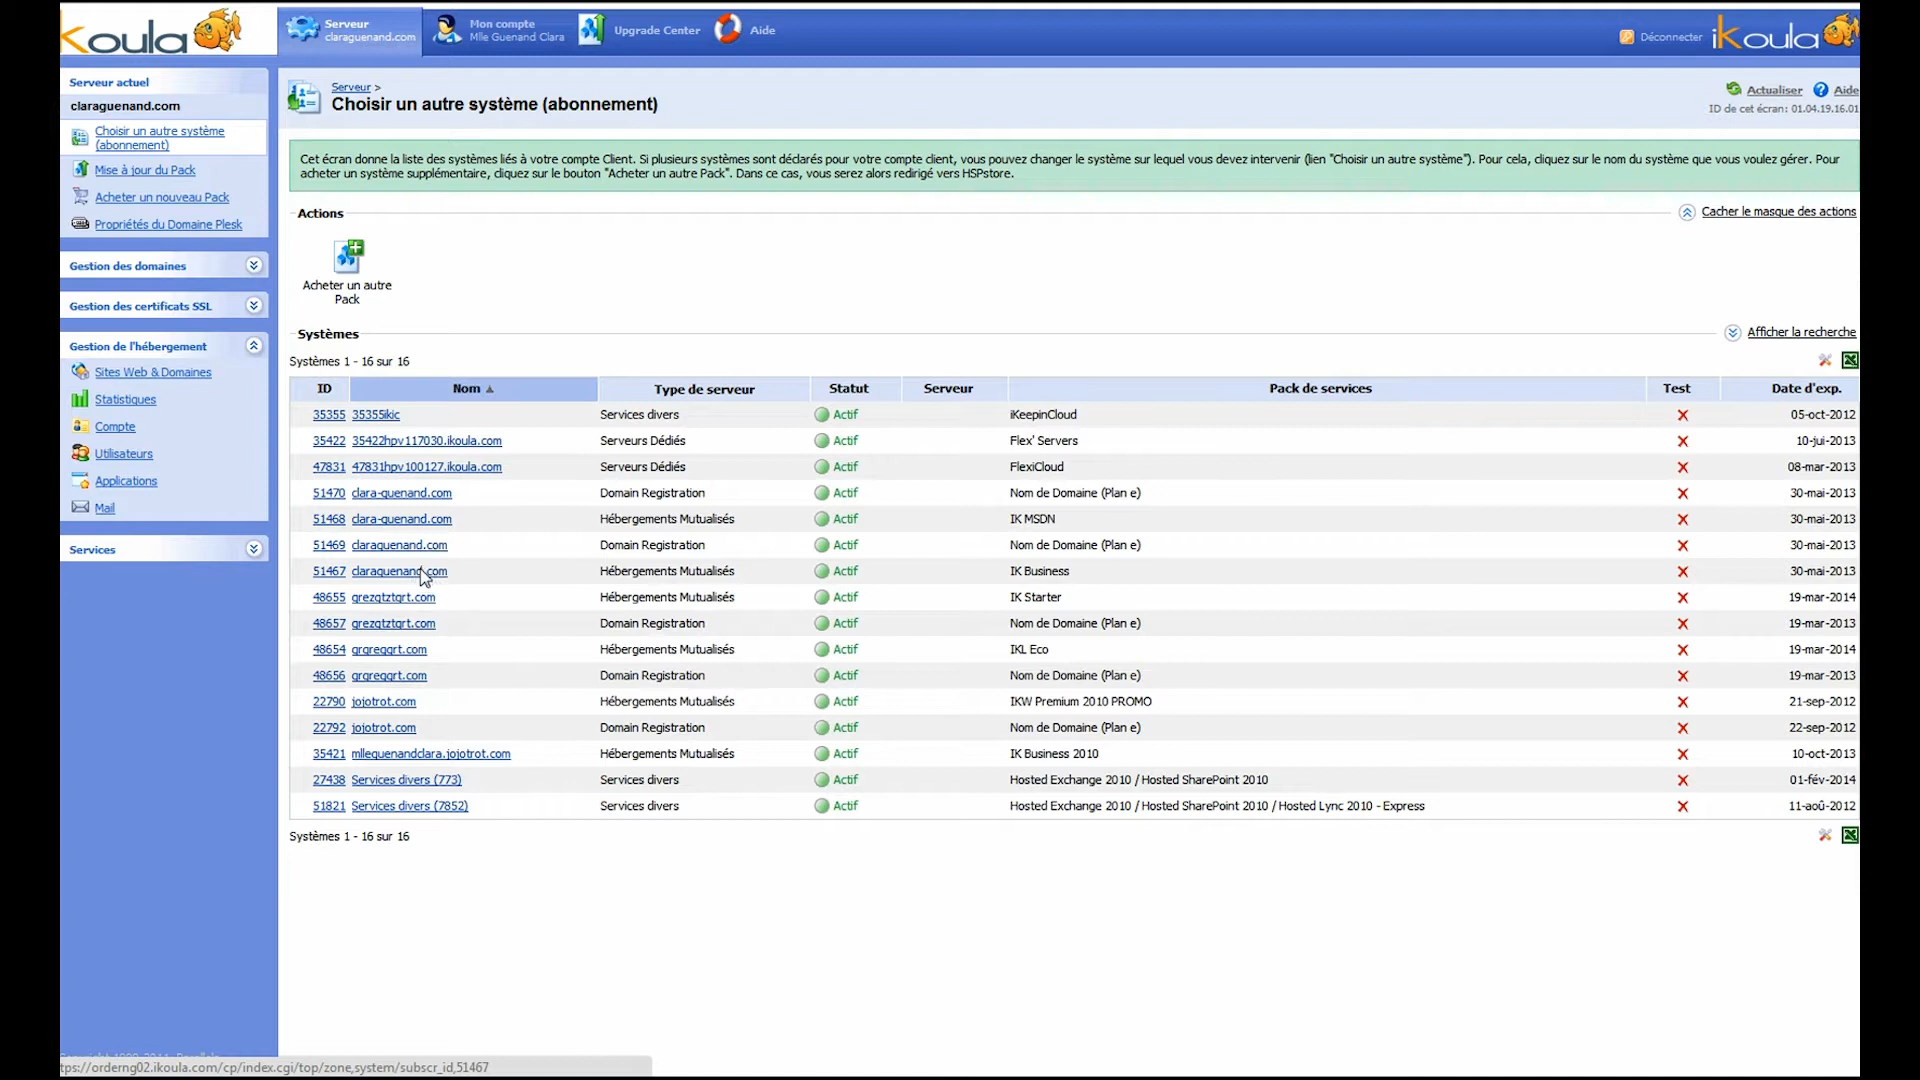 ikoula
Serveur
claraguenand.com
Mon compte
Mlle Guenand Clara
Upgrade Center
Aide
Déconnecter
ikoula
Serveur actuel
claraguenand.com
Choisir un autre système
(abonnement)
Mise à jour du Pack
Acheter un nouveau Pack
Propriétés du Domaine Plesk
Gestion des domaines
Gestion des certificats SSL
Gestion de l'hébergement
Sites Web & Domaines
Statistiques
Compte
Utilisateurs
Applications
Mail
Services
Serveur >
Choisir un autre système (abonnement)
Actualiser
Aide
ID de cet écran: 01.04.19.16.01
Cet écran donne la liste des systèmes liés à votre compte Client. Si plusieurs systèmes sont déclarés pour votre compte client, vous pouvez changer le système sur lequel vous devez intervenir (lien "Choisir un autre système"). Pour cela, cliquez sur le nom du système que vous voulez gérer. Pour
acheter un système supplémentaire, cliquez sur le bouton "Acheter un autre Pack". Dans ce cas, vous serez alors redirigé vers HSPstore.
Actions
Cacher le masque des actions
Acheter un autre
Pack
Systèmes
Afficher la recherche
Systèmes 1 - 16 sur 16
ID Nom Type de serveur Statut Serveur Pack de services Test Date d'exp.
35355 35355ikic Services divers Actif iKeepinCloud 05-oct-2012
35422 35422hpv117030.ikoula.com Serveurs Dédiés Actif Flex' Servers 10-jui-2013
47831 47831hpv100127.ikoula.com Serveurs Dédiés Actif FlexiCloud 08-mar-2013
51470 clara-guenand.com Domain Registration Actif Nom de Domaine (Plan e) 30-mai-2013
51468 clara-guenand.com Hébergements Mutualisés Actif IK MSDN 30-mai-2013
51469 claraguenand.com Domain Registration Actif Nom de Domaine (Plan e) 30-mai-2013
51467 claraguenand.com Hébergements Mutualisés Actif IK Business 30-mai-2013
48655 grezgtztgrt.com Hébergements Mutualisés Actif IK Starter 19-mar-2014
48657 grezgtztgrt.com Domain Registration Actif Nom de Domaine (Plan e) 19-mar-2013
48654 grgreggrt.com Hébergements Mutualisés Actif IKL Eco 19-mar-2014
48656 grgreggrt.com Domain Registration Actif Nom de Domaine (Plan e) 19-mar-2013
22790 jojotrot.com Hébergements Mutualisés Actif IKW Premium 2010 PROMO 21-sep-2012
22792 jojotrot.com Domain Registration Actif Nom de Domaine (Plan e) 22-sep-2012
35421 mlleguenandclara.jojotrot.com Hébergements Mutualisés Actif IK Business 2010 10-oct-2013
27438 Services divers (773) Services divers Actif Hosted Exchange 2010 / Hosted SharePoint 2010 01-fév-2014
51821 Services divers (7852) Services divers Actif Hosted Exchange 2010 / Hosted SharePoint 2010 / Hosted Lync 2010 - Express 11-aoû-2012
Systèmes 1 - 16 sur 16
tps://orderng02.ikoula.com/cp/index.cgi/top/zone,system/subscr_id,51467